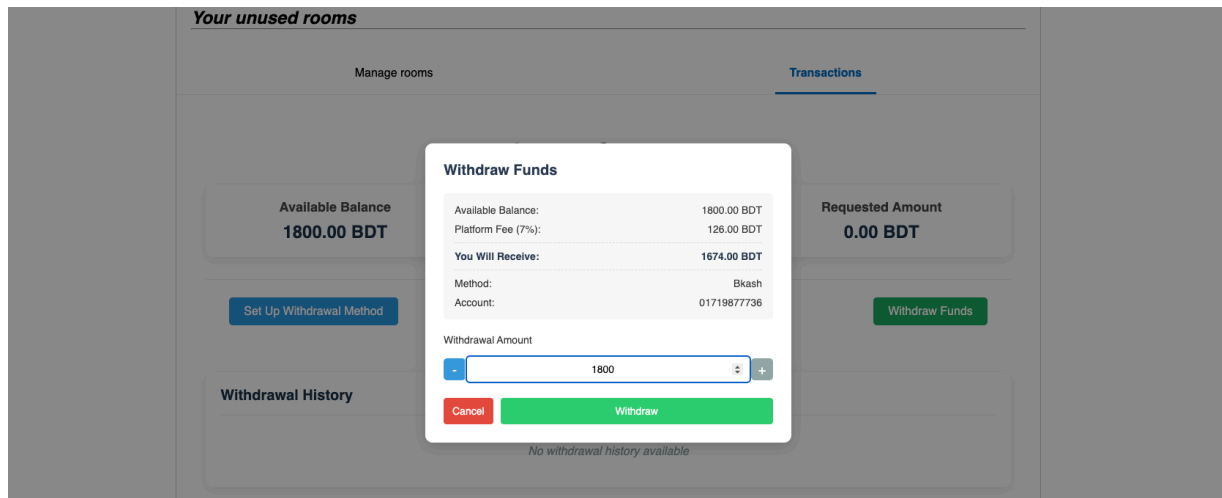 Your unused rooms
Manage rooms
Transactions
Available Balance
1800.00 BDT
Requested Amount
0.00 BDT
Set Up Withdrawal Method
Withdraw Funds
Withdrawal History
No withdrawal history available
Withdraw Funds
Available Balance: 1800.00 BDT
Platform Fee (7%): 126.00 BDT
You Will Receive: 1674.00 BDT
Method: Bkash
Account: 01719877736
Withdrawal Amount
- 1800 +
Cancel
Withdraw